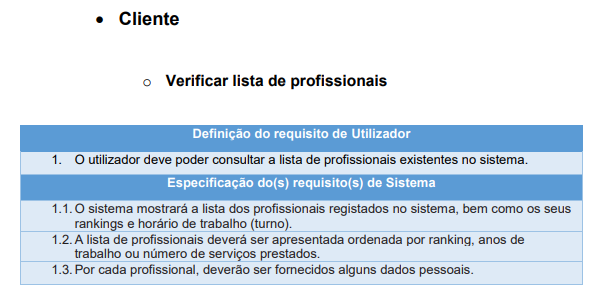 • Cliente
o Verificar lista de profissionais
Definição do requisito de Utilizador
1. O utilizador deve poder consultar a lista de profissionais existentes no sistema.
Especificação do(s) requisito(s) de Sistema
1.1. O sistema mostrará a lista dos profissionais registados no sistema, bem como os seus
rankings e horário de trabalho (turno).
1.2. A lista de profissionais deverá ser apresentada ordenada por ranking, anos de
trabalho ou número de serviços prestados.
1.3. Por cada profissional, deverão ser fornecidos alguns dados pessoais.